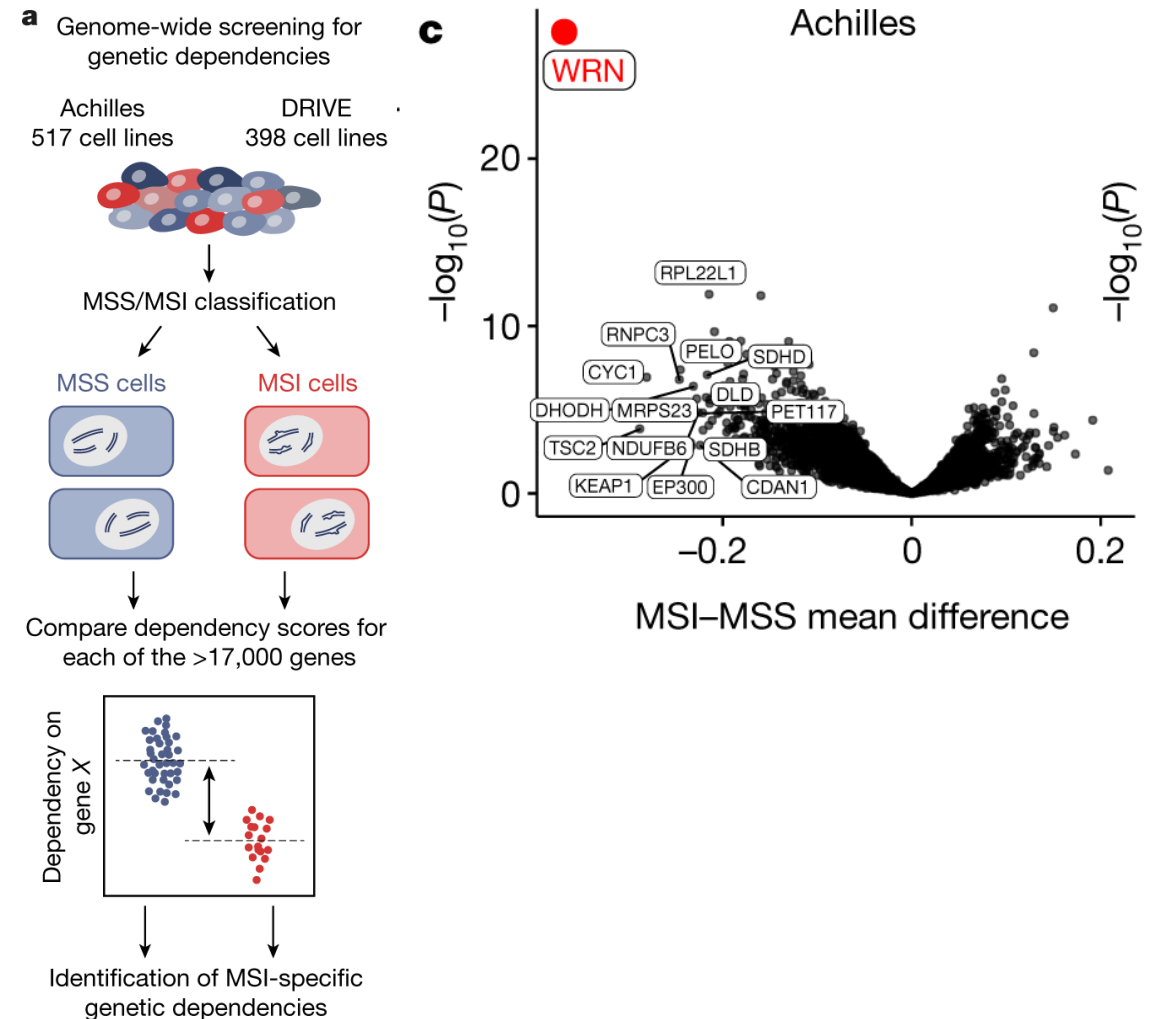 a
Genome-wide screening for
genetic dependencies
Achilles
517 cell lines
DRIVE
398 cell lines
MSS/MSI classification
MSS cells
MSI cells
Compare dependency scores for
each of the >17,000 genes
Dependency on
gene X
Identification of MSI-specific
genetic dependencies
c
Achilles
WRN
–log10(P)
20
10
0
RPL22L1
RNPC3
PELO
SDHD
CYC1
DLD
DHODH
MRPS23
PET117
TSC2
NDUFB6
SDHB
KEAP1
EP300
CDAN1
–0.2
0
0.2
MSI–MSS mean difference
–log10(P)